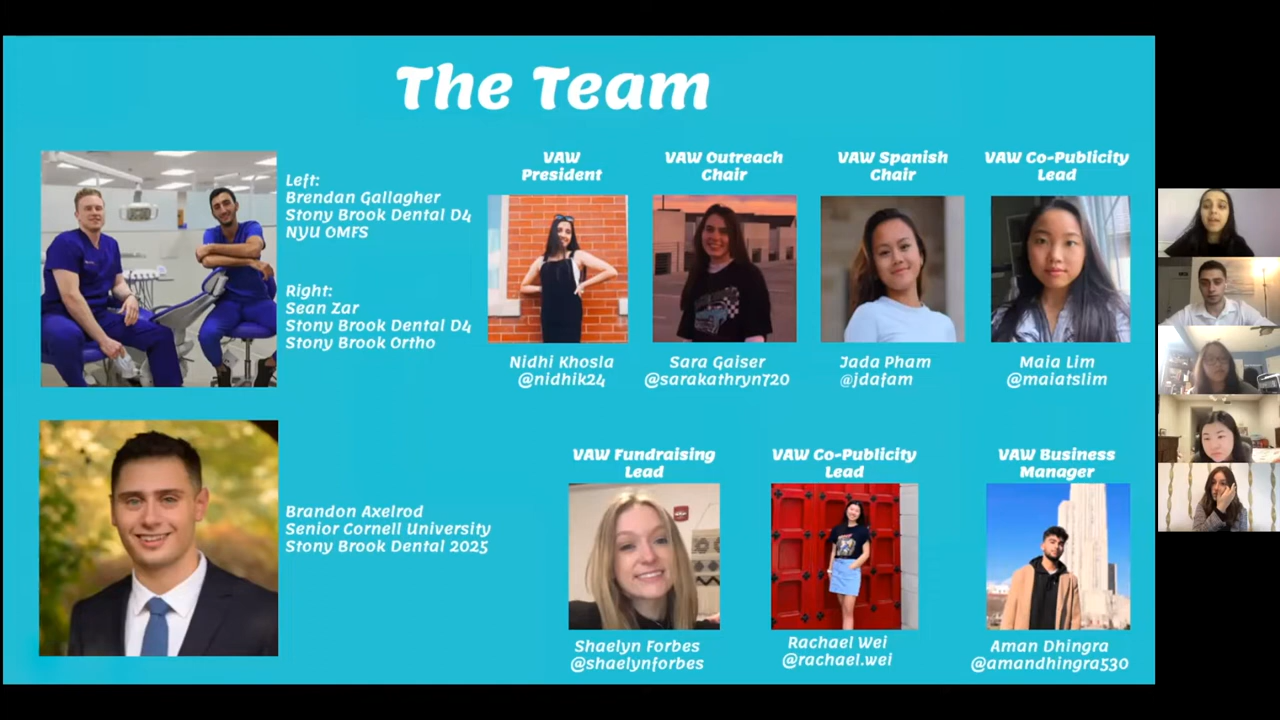 The Team
Left:
Brendan Gallagher
Stony Brook Dental D4
NYU OMFS
Right:
Sean Zar
Stony Brook Dental D4
Stony Brook Ortho
Brandon Axelrod
Senior Cornell University
Stony Brook Dental 2025
VAW
President
Nidhi Khosla
@nidhik24
VAW Outreach
Chair
Sara Gaiser
@sarakathryn720
VAW Spanish
Chair
Jada Pham
@jdafam
VAW Co-Publicity
Lead
Maia Lim
@maiatslim
VAW Fundraising
Lead
Shaelyn Forbes
@shaelynforbes
VAW Co-Publicity
Lead
Rachael Wei
@rachael.wei
VAW Business
Manager
Aman Dhingra
@amandhingra530